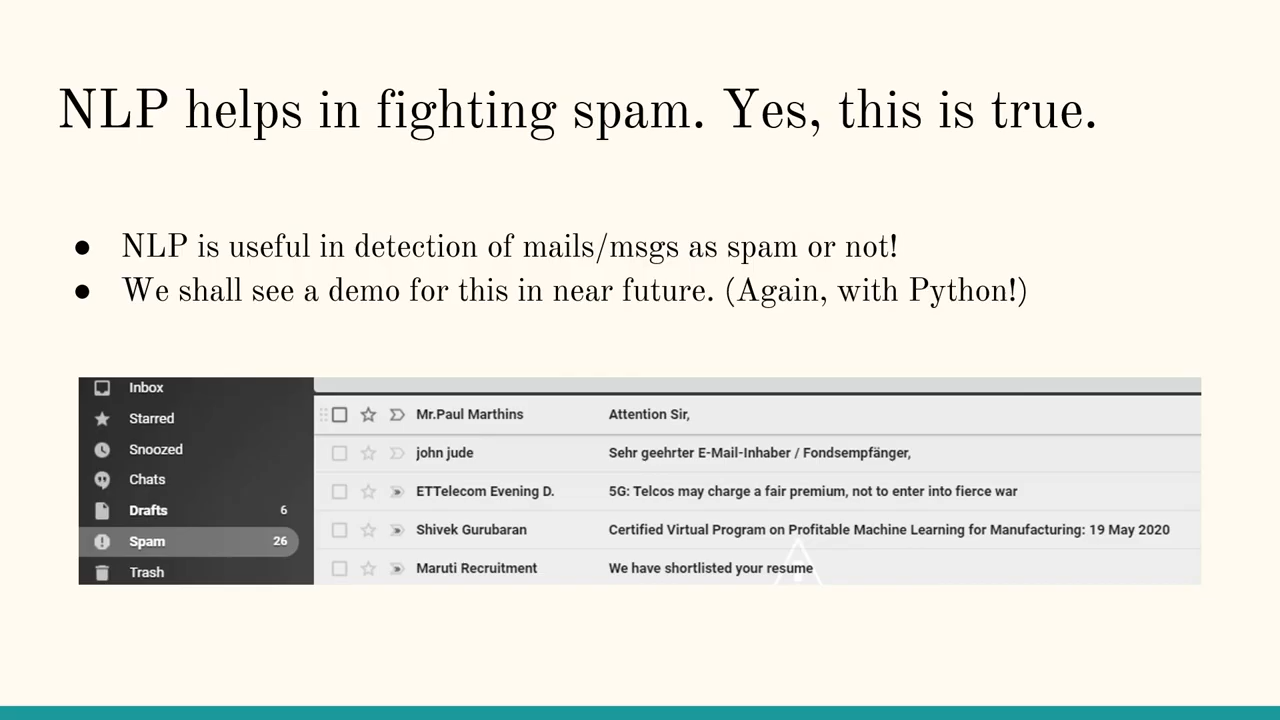 NLP helps in fighting spam. Yes, this is true.
● NLP is useful in detection of mails/msgs as spam or not!
● We shall see a demo for this in near future. (Again, with Python!)
Inbox
Starred
Snoozed
Chats
Drafts 6
Spam 26
Trash
Mr.Paul Marthins Attention Sir,
john jude Sehr geehrter E-Mail-Inhaber / Fondsempfänger,
ETTelecom Evening D. 5G: Telcos may charge a fair premium, not to enter into fierce war
Shivek Gurubaran Certified Virtual Program on Profitable Machine Learning for Manufacturing: 19 May 2020
Maruti Recruitment We have shortlisted your resume